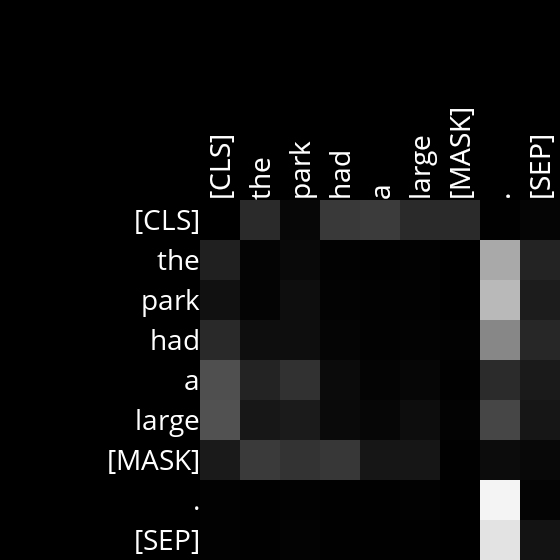 [CLS] the park had a large [MASK] . [SEP]
[CLS]
the
park
had
a
large
[MASK]
.
[SEP]